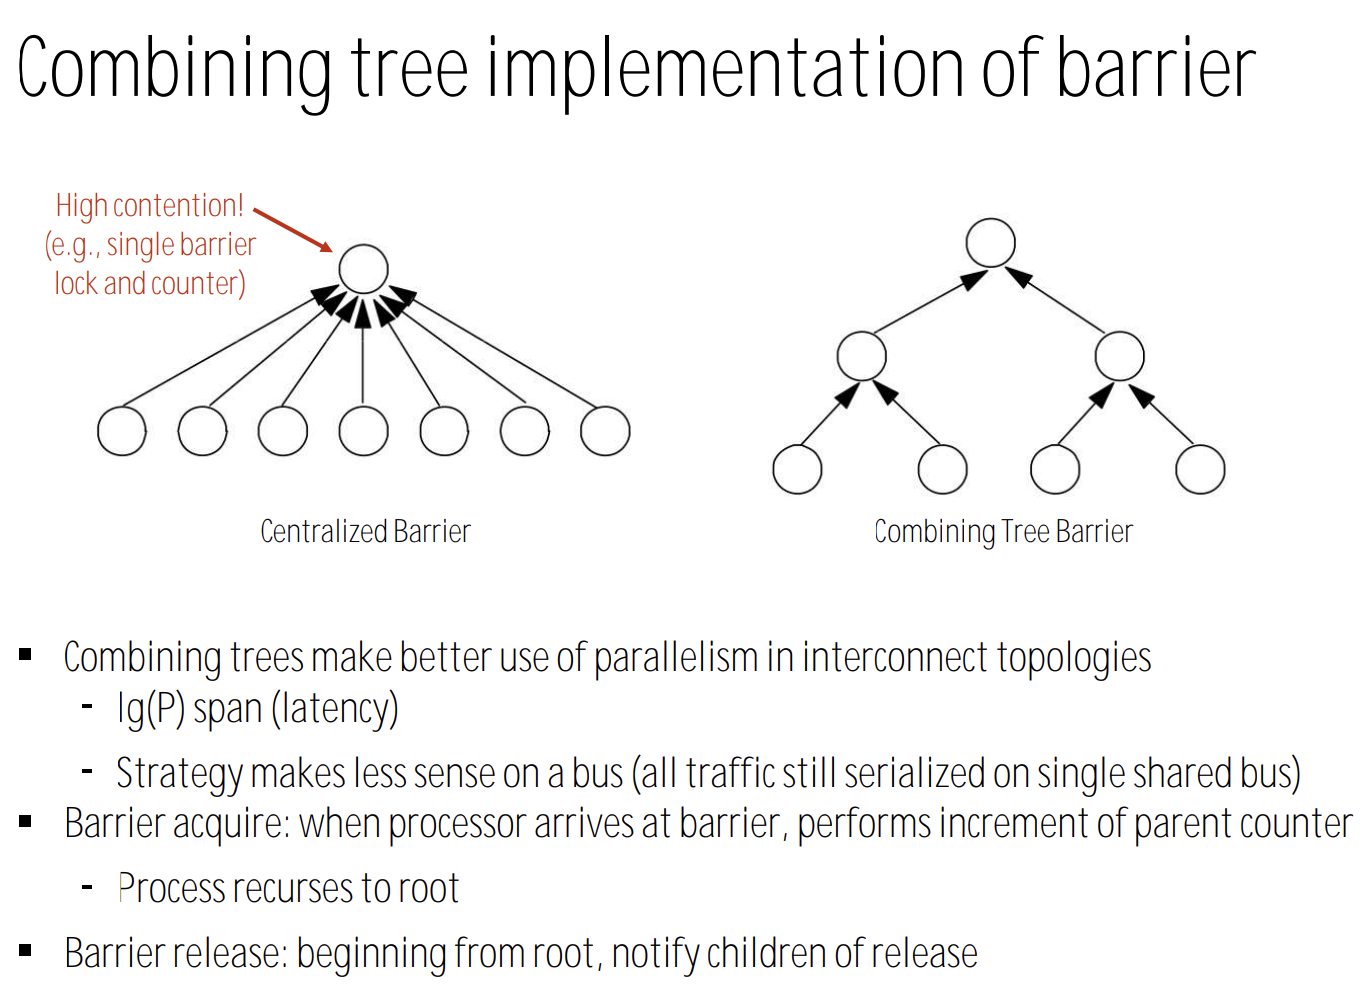 Combining tree implementation of barrier
High contention!
(e.g., single barrier
lock and counter)
Centralized Barrier
Combining Tree Barrier
▪ Combining trees make better use of parallelism in interconnect topologies
- lg(P) span (latency)
- Strategy makes less sense on a bus (all traffic still serialized on single shared bus)
▪ Barrier acquire: when processor arrives at barrier, performs increment of parent counter
- Process recurses to root
▪ Barrier release: beginning from root, notify children of release